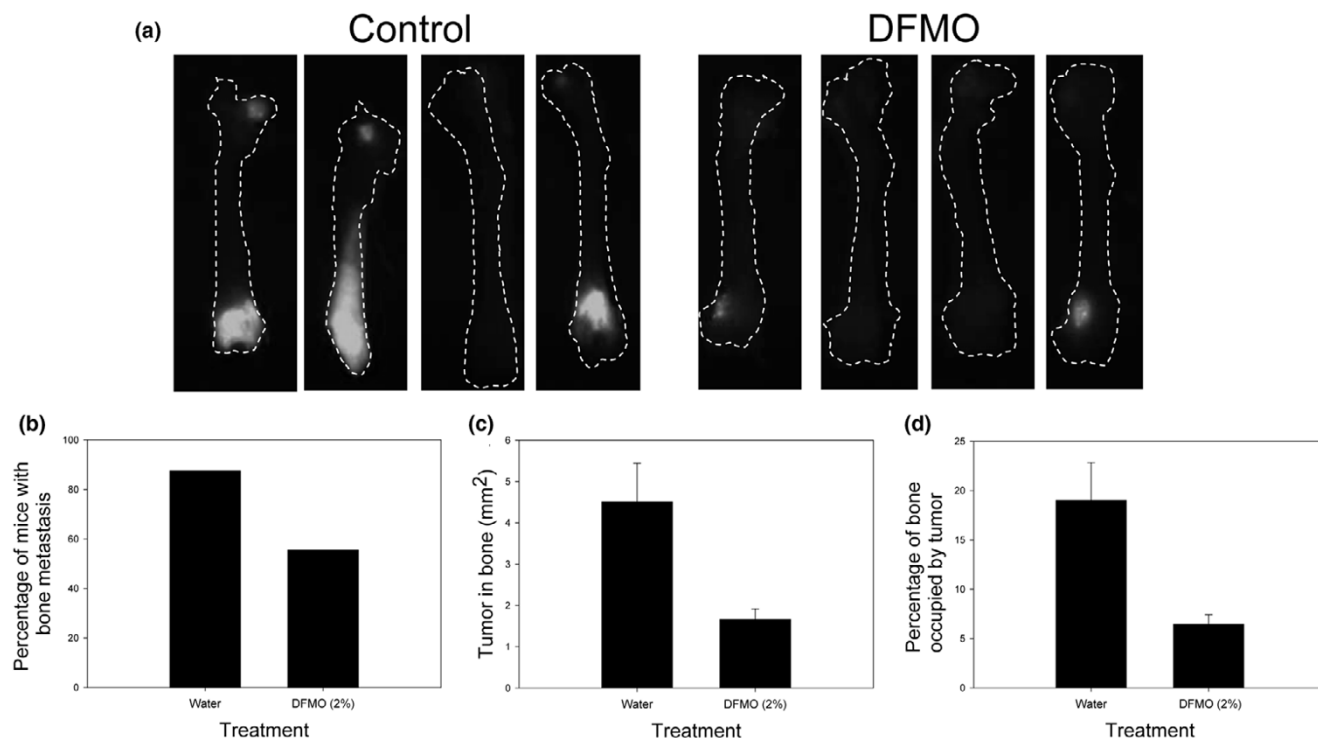 (a)
Control
DFMO
(b)
100
80
60
40
20
0
Percentage of mice with
bone metastasis
Water
DFMO (2%)
Treatment
(c)
6
5
4
3
2
1
0
Tumor in bone (mm²)
Water
DFMO (2%)
Treatment
(d)
25
20
15
10
5
0
Percentage of bone
occupied by tumor
Water
DFMO (2%)
Treatment